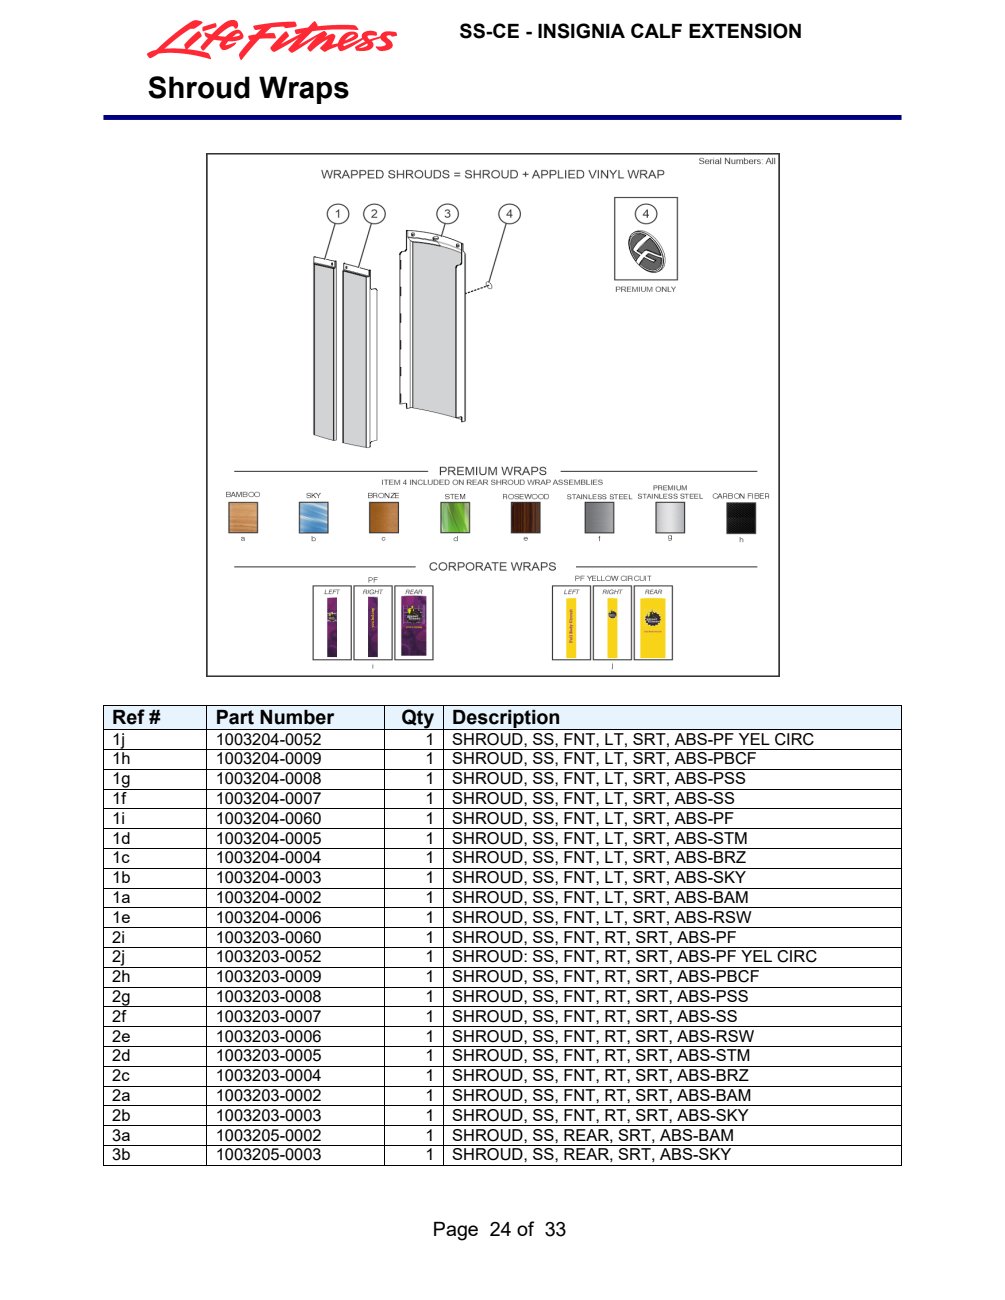 Life Fitness
SS-CE - INSIGNIA CALF EXTENSION
Shroud Wraps
Serial Numbers: All
WRAPPED SHROUDS = SHROUD + APPLIED VINYL WRAP
1 2 3 4 4
PREMIUM ONLY
PREMIUM WRAPS
ITEM 4 INCLUDED ON REAR SHROUD WRAP ASSEMBLIES
BAMBOO SKY BRONZE STEM ROSEWOOD STAINLESS STEEL PREMIUM STAINLESS STEEL CARBON FIBER
a b c d e f g h
CORPORATE WRAPS
PF PF YELLOW CIRCUIT
LEFT RIGHT REAR LEFT RIGHT REAR
i j
Ref # Part Number Qty Description
1j 1003204-0052 1 SHROUD, SS, FNT, LT, SRT, ABS-PF YEL CIRC
1h 1003204-0009 1 SHROUD, SS, FNT, LT, SRT, ABS-PBCF
1g 1003204-0008 1 SHROUD, SS, FNT, LT, SRT, ABS-PSS
1f 1003204-0007 1 SHROUD, SS, FNT, LT, SRT, ABS-SS
1i 1003204-0060 1 SHROUD, SS, FNT, LT, SRT, ABS-PF
1d 1003204-0005 1 SHROUD, SS, FNT, LT, SRT, ABS-STM
1c 1003204-0004 1 SHROUD, SS, FNT, LT, SRT, ABS-BRZ
1b 1003204-0003 1 SHROUD, SS, FNT, LT, SRT, ABS-SKY
1a 1003204-0002 1 SHROUD, SS, FNT, LT, SRT, ABS-BAM
1e 1003204-0006 1 SHROUD, SS, FNT, LT, SRT, ABS-RSW
2i 1003203-0060 1 SHROUD, SS, FNT, RT, SRT, ABS-PF
2j 1003203-0052 1 SHROUD: SS, FNT, RT, SRT, ABS-PF YEL CIRC
2h 1003203-0009 1 SHROUD, SS, FNT, RT, SRT, ABS-PBCF
2g 1003203-0008 1 SHROUD, SS, FNT, RT, SRT, ABS-PSS
2f 1003203-0007 1 SHROUD, SS, FNT, RT, SRT, ABS-SS
2e 1003203-0006 1 SHROUD, SS, FNT, RT, SRT, ABS-RSW
2d 1003203-0005 1 SHROUD, SS, FNT, RT, SRT, ABS-STM
2c 1003203-0004 1 SHROUD, SS, FNT, RT, SRT, ABS-BRZ
2a 1003203-0002 1 SHROUD, SS, FNT, RT, SRT, ABS-BAM
2b 1003203-0003 1 SHROUD, SS, FNT, RT, SRT, ABS-SKY
3a 1003205-0002 1 SHROUD, SS, REAR, SRT, ABS-BAM
3b 1003205-0003 1 SHROUD, SS, REAR, SRT, ABS-SKY
Page 24 of 33